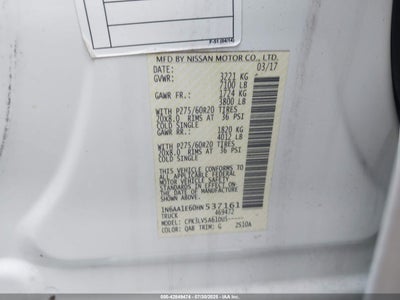 MFD BY NISSAN MOTOR CO., LTD.
03/17
GVWR: 3221 KG
7100 LB
GAWR FR.: 1724 KG
3800 LB
WITH P275/60R20 TIRES
20X8.0 RIMS AT 36 PSI
COLD SINGLE
GAWR RR.: 1820 KG
4012 LB
WITH P275/60R20 TIRES
20X8.0 RIMS AT 36 PSI
COLD SINGLE
THIS VEHICLE CONFORMS TO ALL
APPLICABLE U.S. FEDERAL MOTOR
VEHICLE SAFETY AND THEFT
PREVENTION STANDARDS IN EFFECT
ON THE DATE OF MANUFACTURE
SHOWN ABOVE.
1N6AA1E60HN537161
TRUCK 469472
MODEL:
COLOR: QAB TRIM: G